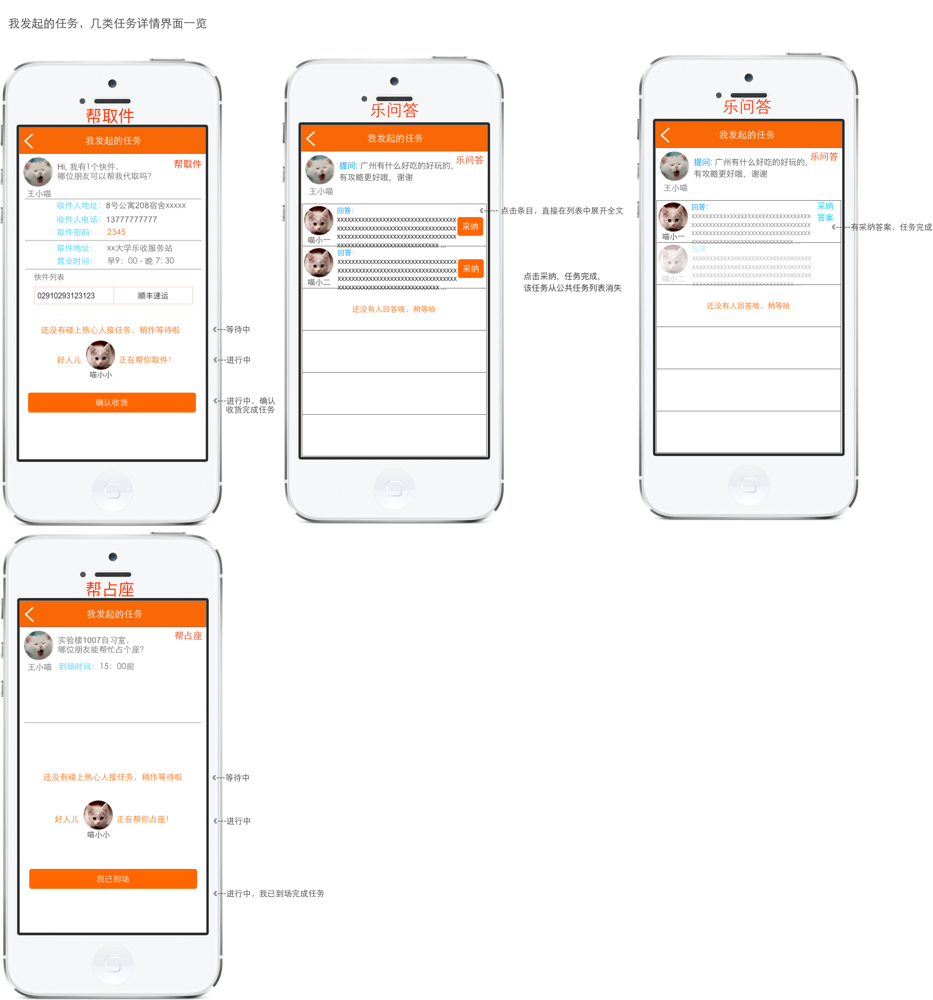 我发起的任务，几类任务详情界面一览
帮取件
我发起的任务
Hi, 我有1个快件，
哪位朋友可以帮我代取吗?
帮取件
王小喵
收件人地址： 8号公寓208宿舍xxxxx
收件人电话： 13777777777
取件密码： 2345
取件地址： xx大学乐收服务站
营业时间： 早9：00 - 晚 7: 30
快件列表
02910293123123 顺丰速运
还没有碰上热心人接任务，稍作等待啦
《---等待中
好人儿 正在帮你取件！
喵小小
《---进行中
确认收货
《---进行中，确认
收货完成任务
乐问答
我发起的任务
提问: 广州有什么好吃的好玩的，
有攻略更好哦，谢谢
乐问答
王小喵
回答：
xxxxxxxxxxxxxxxxxxxxxxxxxxxxxxxxxx
xxxxxxxxxxxxxxxxxxxxxxxxxxxxxxxxxx
xxxxxxxxxxxxxxxxxxxxxxxxxxxxxxxxxx
xxxxxxxxxxxxxxxxxxxxxxxxxxxxx ...
喵小一
采纳
《----- 点击条目，直接在列表中展开全文
回答：
xxxxxxxxxxxxxxxxxxxxxxxxxxxxxxxxxx
xxxxxxxxxxxxxxxxxxxxxxxxxxxxxxxxxx
xxxxxxxxxxxxxxxxxxxxxxxxxxxxxxxxxx
xxxxxxxxxxxxxxxxxxxxxxxxxxxxx ...
喵小二
采纳
点击采纳，任务完成，
该任务从公共任务列表消失
还没有人回答哦，稍等哈
乐问答
我发起的任务
提问: 广州有什么好吃的好玩的，
有攻略更好哦，谢谢
乐问答
王小喵
回答：
xxxxxxxxxxxxxxxxxxxxxxxxxxxxxxxxxx
xxxxxxxxxxxxxxxxxxxxxxxxxxxxxxxxxx
xxxxxxxxxxxxxxxxxxxxxxxxxxxxxxxxxx
xxxxxxxxxxxxxxxxxxxxxxxxxxxxx ...
喵小一
采纳
答案
《-----有采纳答案，任务完成
回答：
xxxxxxxxxxxxxxxxxxxxxxxxxxxxxxxxxx
xxxxxxxxxxxxxxxxxxxxxxxxxxxxxxxxxx
xxxxxxxxxxxxxxxxxxxxxxxxxxxxxxxxxx
xxxxxxxxxxxxxxxxxxxxxxxxxxxxx ...
喵小二
还没有人回答哦，稍等哈
帮占座
我发起的任务
实验楼1007自习室，
哪位朋友能帮忙占个座?
帮占座
王小喵
到场时间： 15：00前
还没有碰上热心人接任务，稍作等待啦
《---等待中
好人儿 正在帮你占座！
喵小小
《---进行中
我已到场
《---进行中，我已到场完成任务